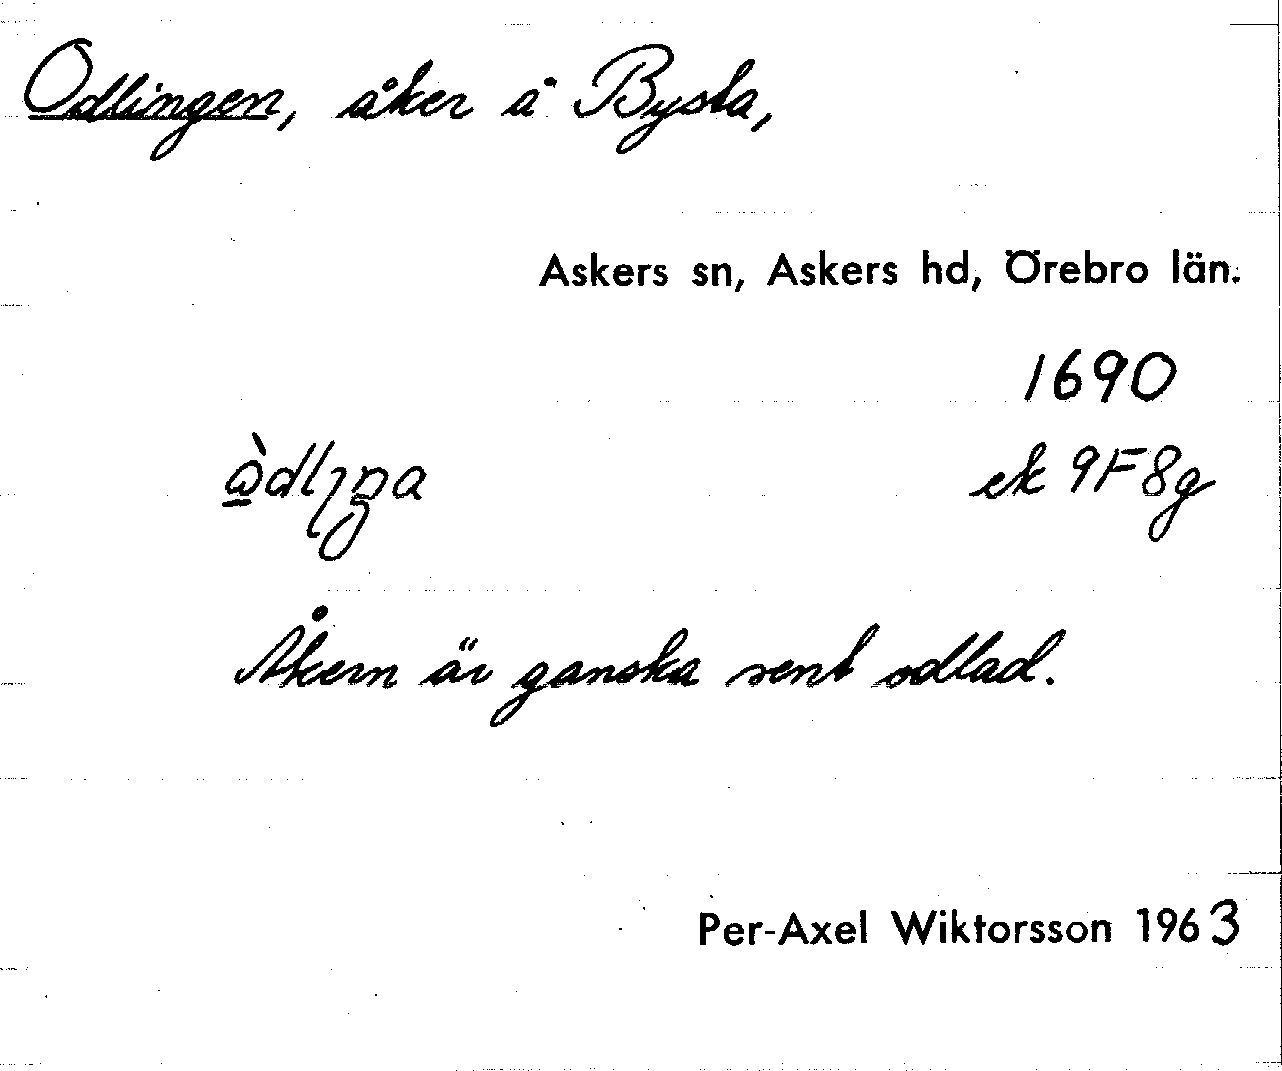 Odlingen, åker å Bysta,
Askers sn, Askers hd, Örebro län.
1690
ek 9F8g
Åkern är ganska sent odlad.
Per-Axel Wiktorsson 1963